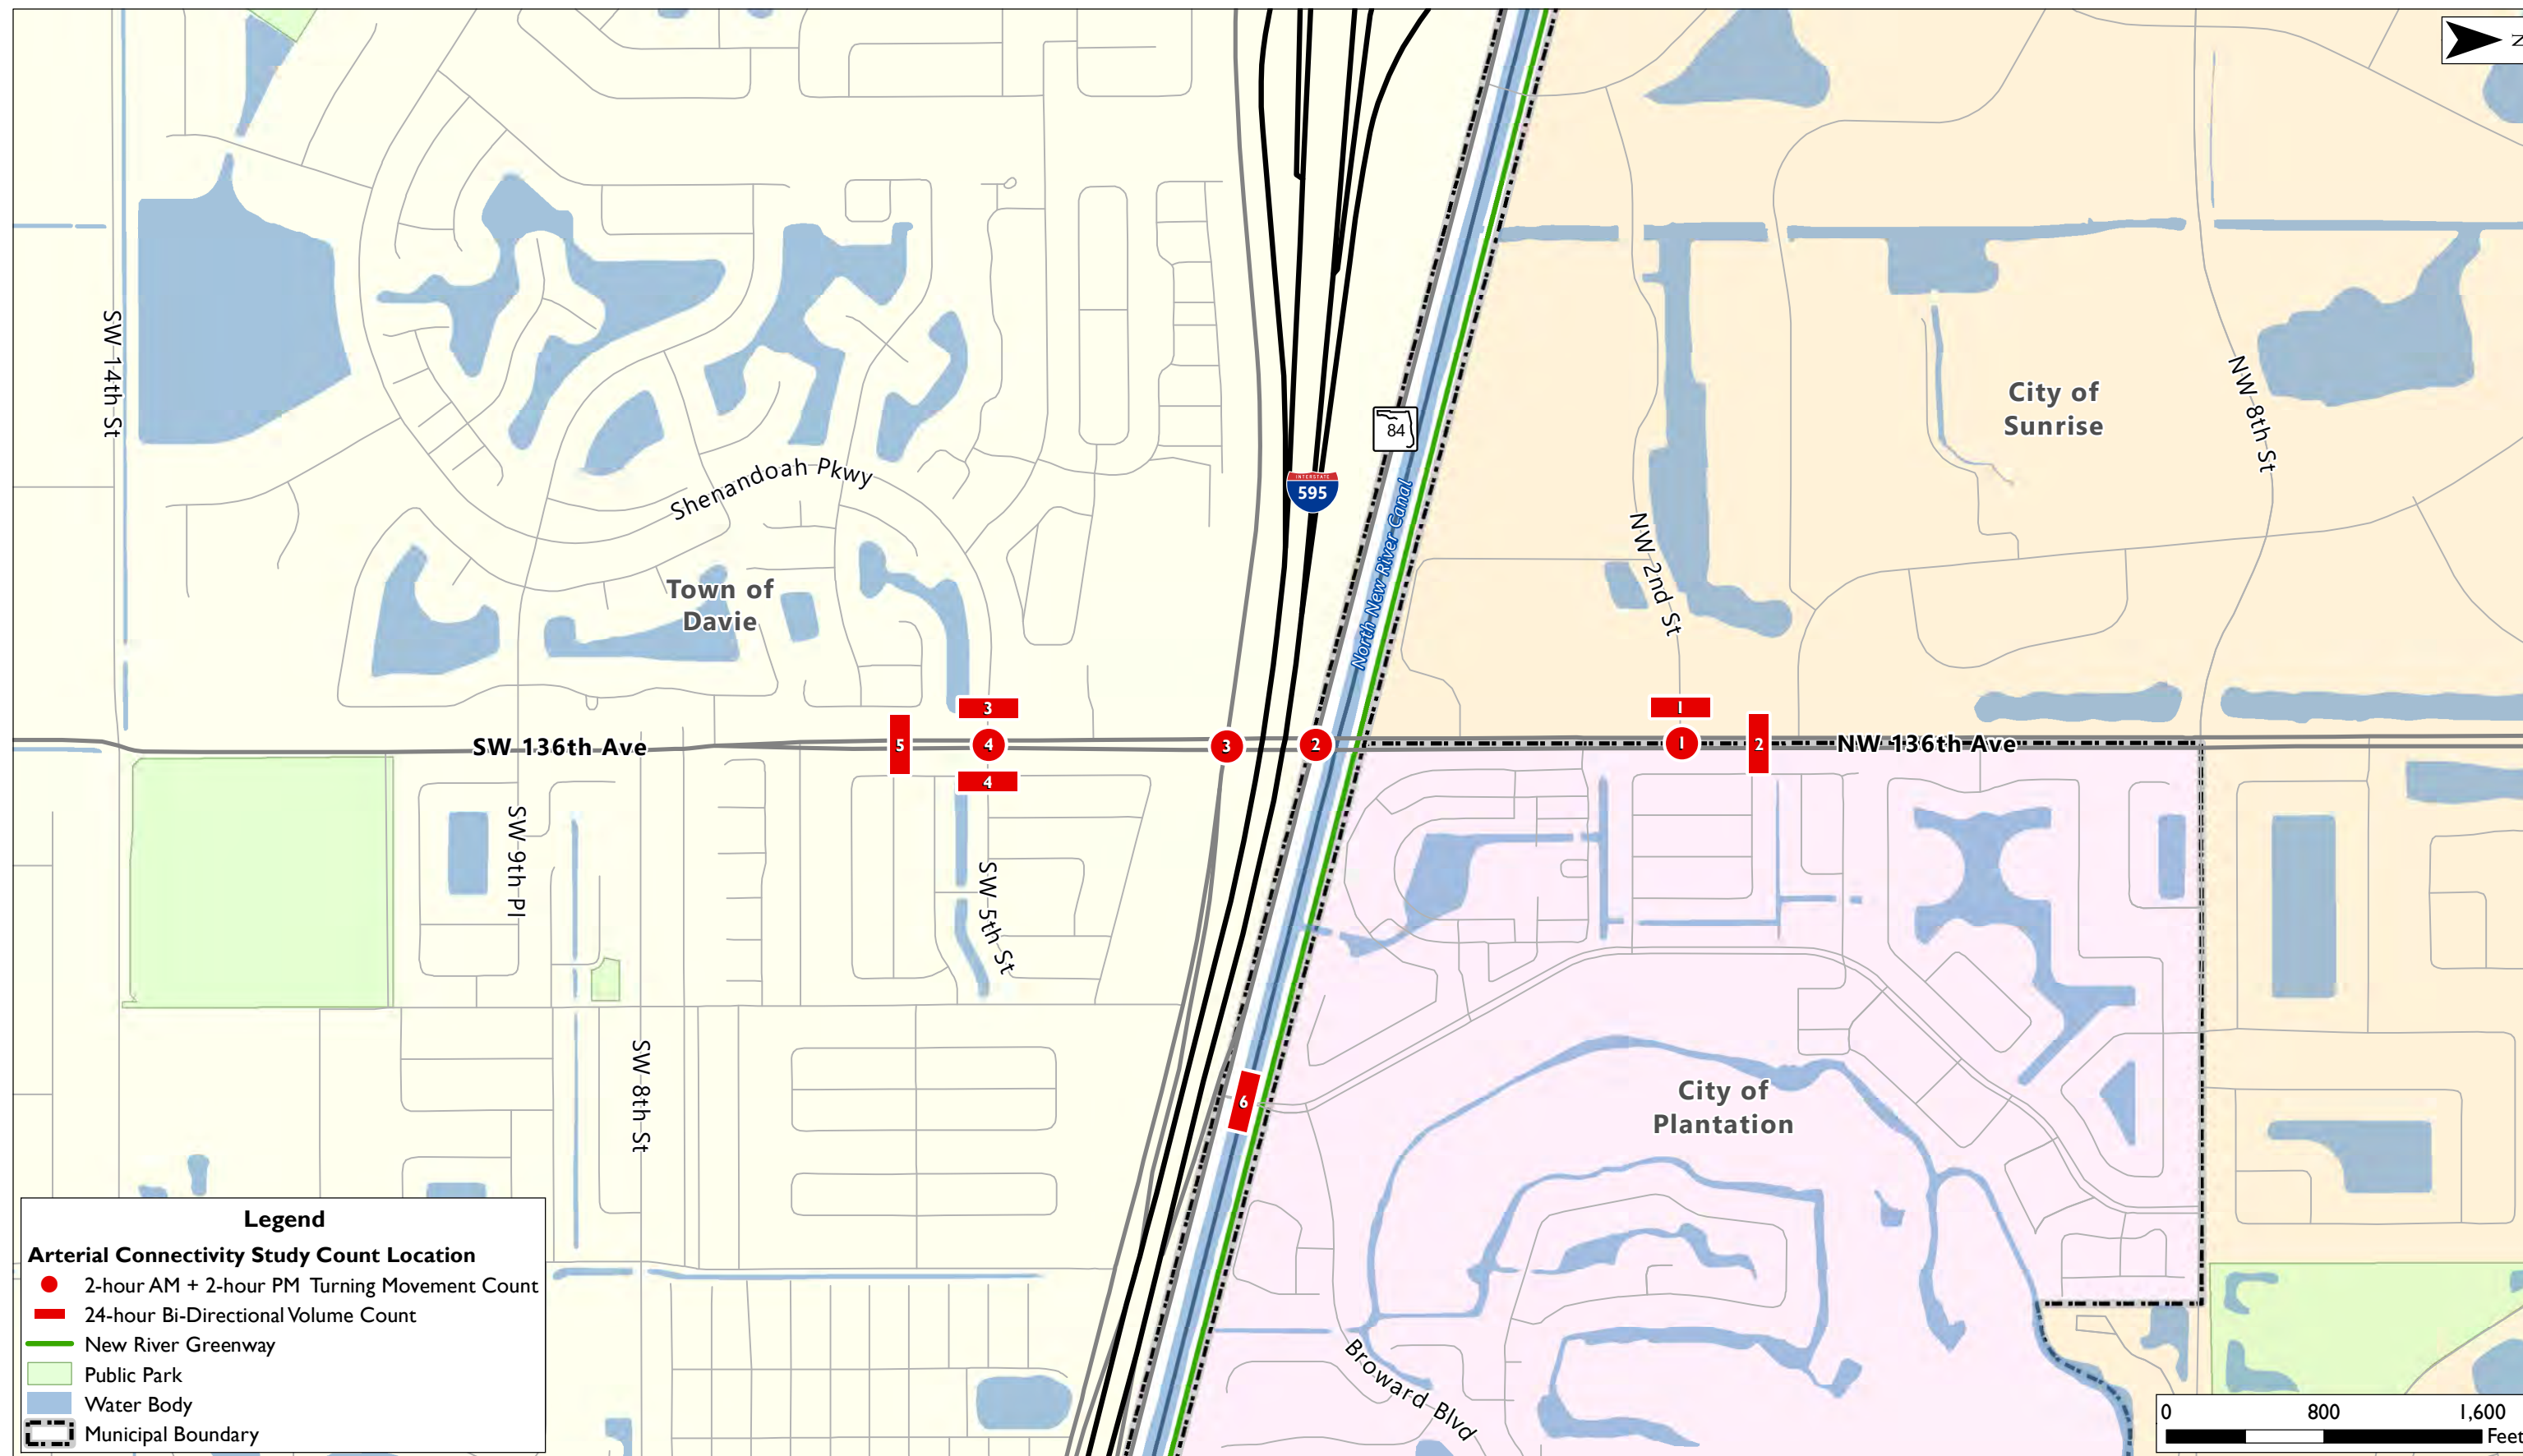 N
SW 14th St
City of
Sunrise
NW 8th St
84
INTERSTATE
595
Shenandoah Pkwy
North New River Canal
NW 2nd St
Town of
Davie
3
1
5
4
3
2
1
2
SW 136th Ave
NW 136th Ave
4
SW 9th Pl
SW 5th St
SW 8th St
6
City of
Plantation
Broward Blvd
Legend
Arterial Connectivity Study Count Location
2-hour AM + 2-hour PM Turning Movement Count
24-hour Bi-Directional Volume Count
New River Greenway
Public Park
Water Body
Municipal Boundary
0 800 1,600
Feet